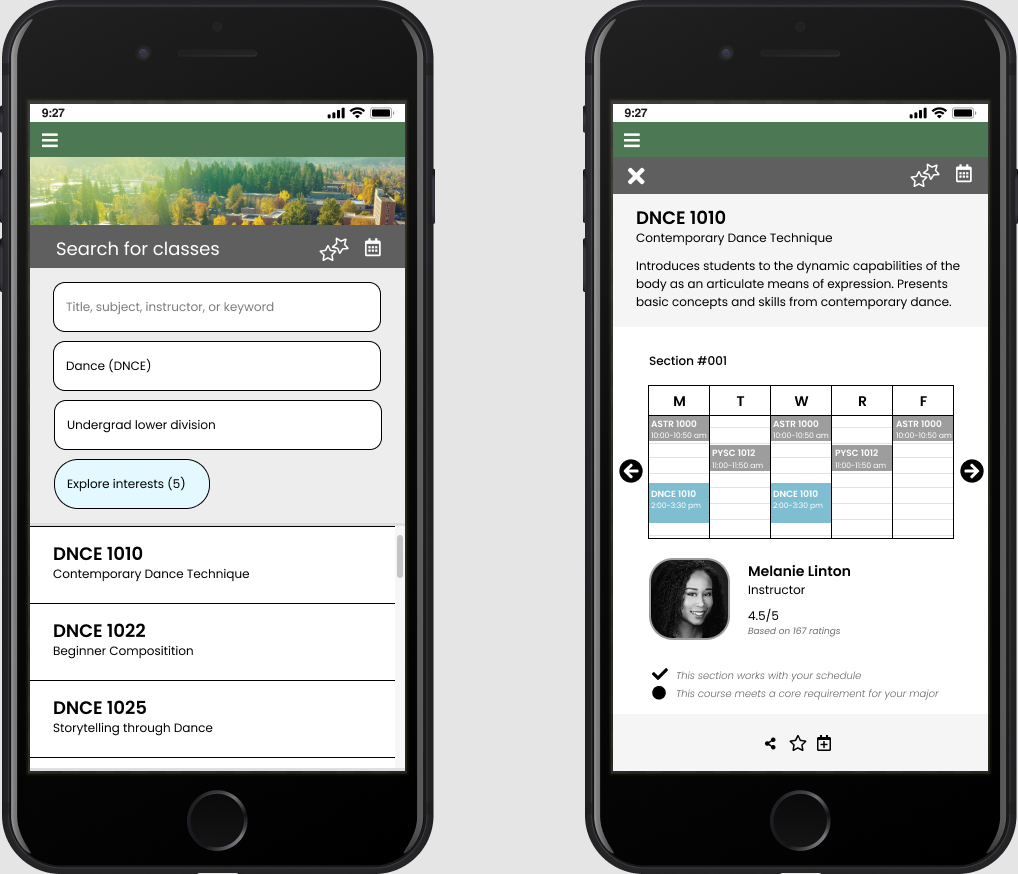 9:27
Search for classes
Title, subject, instructor, or keyword
Dance (DNCE)
Undergrad lower division
Explore interests (5)
DNCE 1010
Contemporary Dance Technique
DNCE 1022
Beginner Compositition
DNCE 1025
Storytelling through Dance
9:27
DNCE 1010
Contemporary Dance Technique
Introduces students to the dynamic capabilities of the
body as an articulate means of expression. Presents
basic concepts and skills from contemporary dance.
Section #001
M T W R F
ASTR 1000 ASTR 1000 ASTR 1000
10:00-10:50 am 10:00-10:50 am 10:00-10:50 am
PYSC 1012 PYSC 1012
11:00-11:50 am 11:00-11:50 am
DNCE 1010 DNCE 1010
2:00-3:30 pm 2:00-3:30 pm
Melanie Linton
Instructor
4.5/5
Based on 167 ratings
This section works with your schedule
This course meets a core requirement for your major